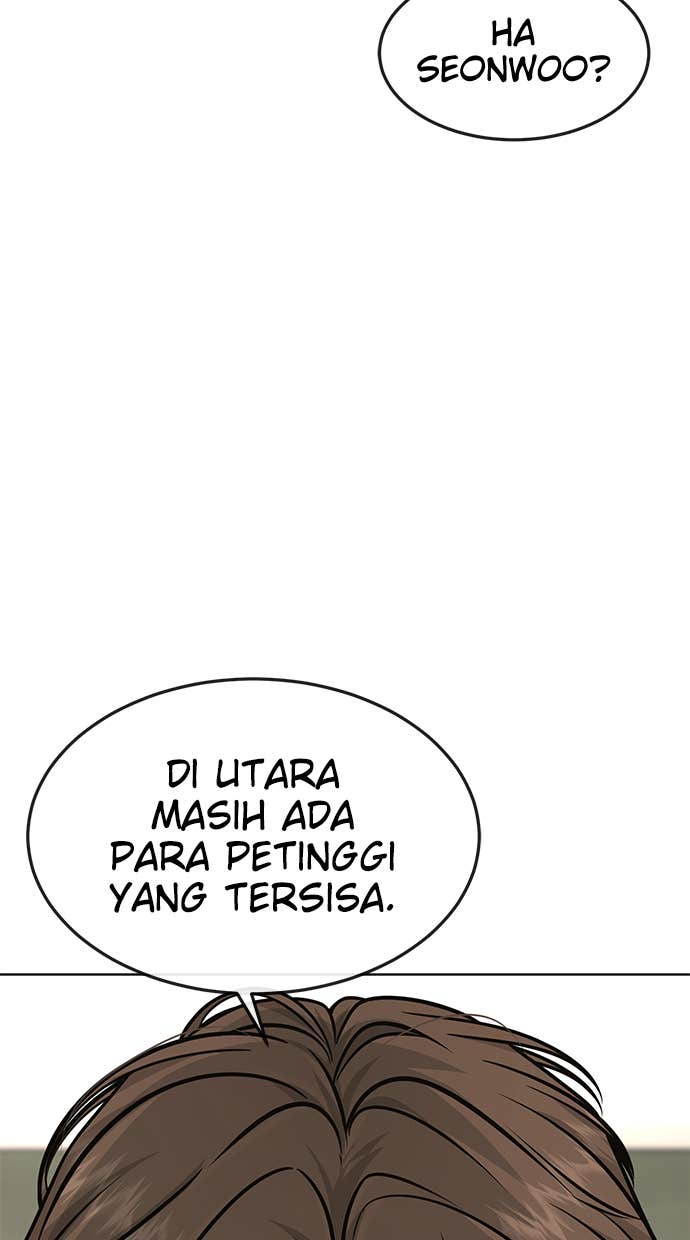 HA
SEONWOO?
DI UTARA
MASIH ADA
PARA PETINGGI
YANG TERSISA.